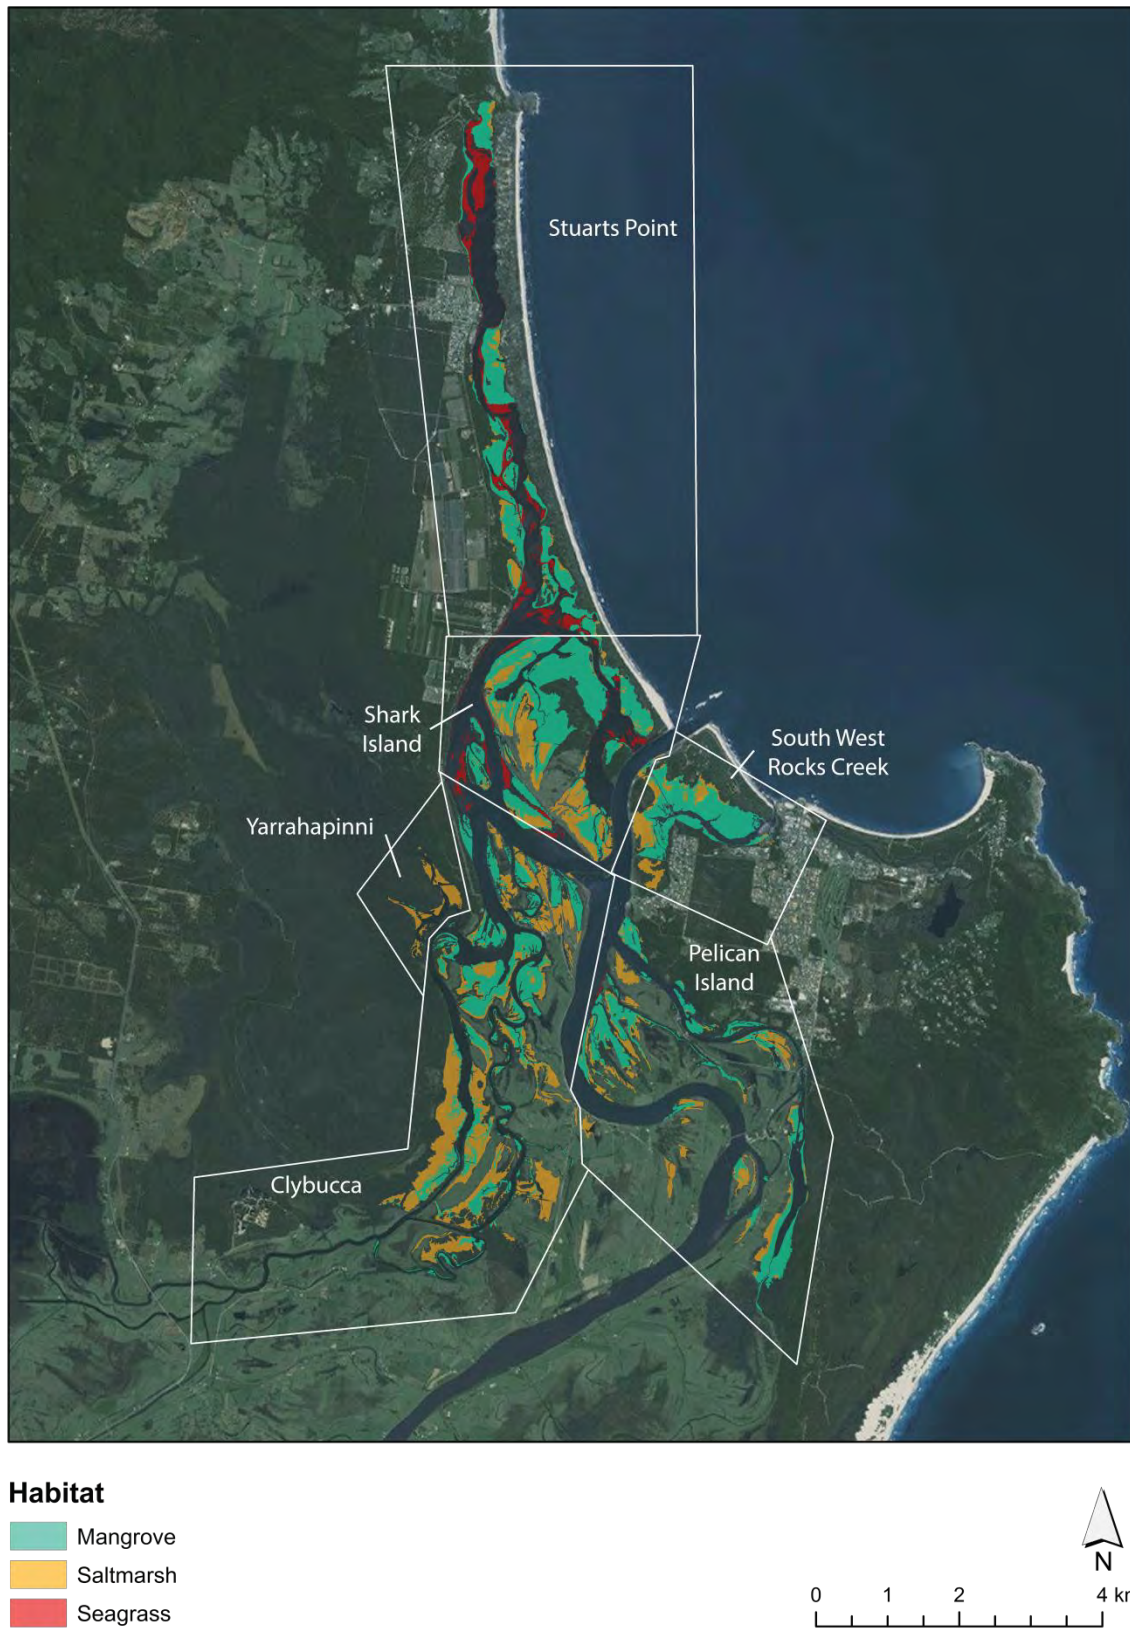 Stuarts Point
Shark
Island
South West
Rocks Creek
Yarrahapinni
Pelican
Island
Clybucca
Habitat
Mangrove
Saltmarsh
Seagrass
N
0 1 2 4 km